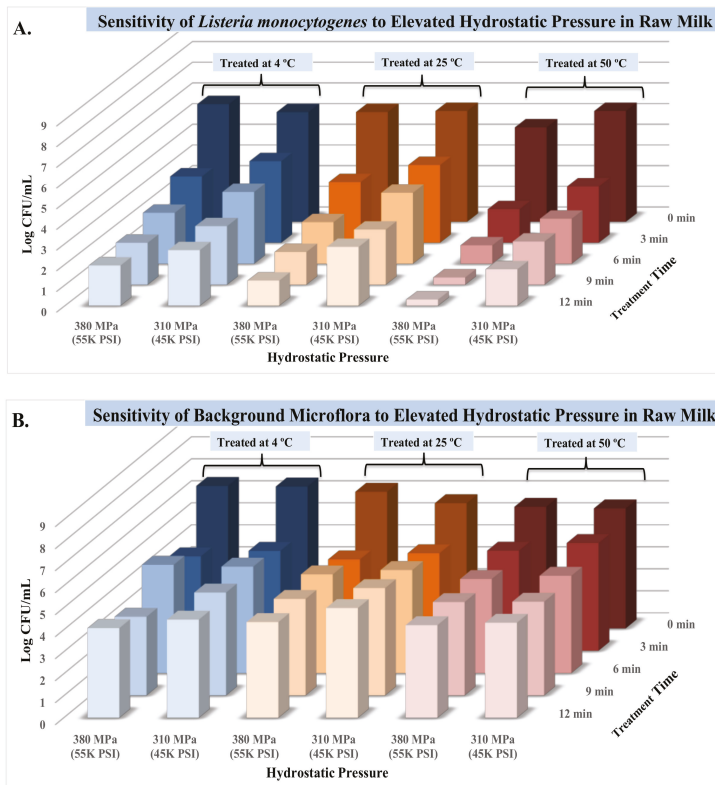 A.
Sensitivity of Listeria monocytogenes to Elevated Hydrostatic Pressure in Raw Milk
Treated at 4 ºC
Treated at 25 ºC
Treated at 50 ºC
Log CFU/mL
9
8
7
6
5
4
3
2
1
0
0 min
3 min
6 min
9 min
12 min
Treatment Time
380 MPa (55K PSI)
310 MPa (45K PSI)
380 MPa (55K PSI)
310 MPa (45K PSI)
380 MPa (55K PSI)
310 MPa (45K PSI)
Hydrostatic Pressure
B.
Sensitivity of Background Microflora to Elevated Hydrostatic Pressure in Raw Milk
Treated at 4 ºC
Treated at 25 ºC
Treated at 50 ºC
Log CFU/mL
9
8
7
6
5
4
3
2
1
0
0 min
3 min
6 min
9 min
12 min
Treatment Time
380 MPa (55K PSI)
310 MPa (45K PSI)
380 MPa (55K PSI)
310 MPa (45K PSI)
380 MPa (55K PSI)
310 MPa (45K PSI)
Hydrostatic Pressure